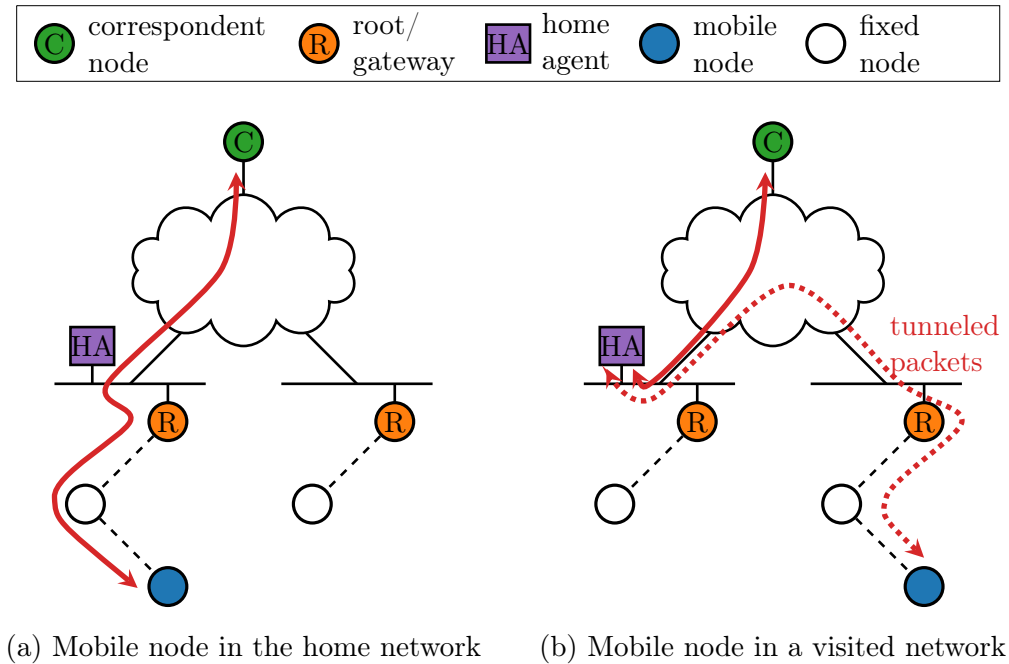 C correspondent node
R root/ gateway
HA home agent
mobile node
fixed node
C
C
HA
HA
tunneled
packets
R
R
R
R
(a) Mobile node in the home network
(b) Mobile node in a visited network